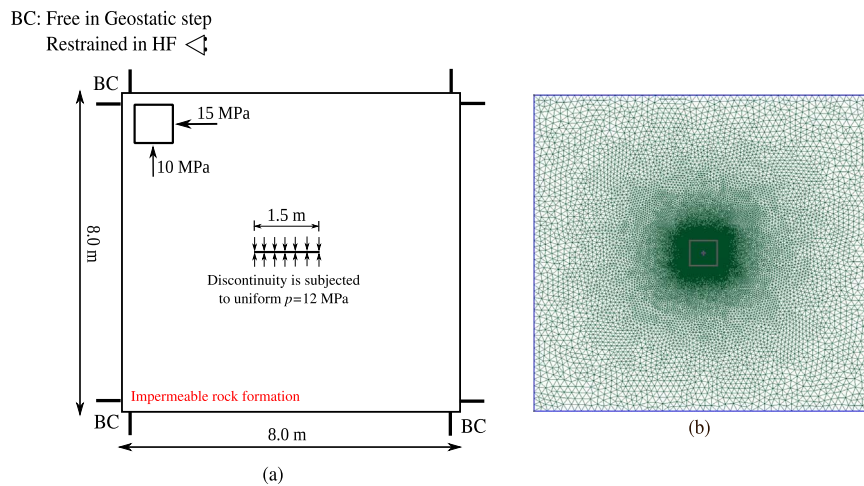 BC: Free in Geostatic step
Restrained in HF
BC
15 MPa
10 MPa
8.0 m
1.5 m
Discontinuity is subjected
to uniform p=12 MPa
Impermeable rock formation
BC
BC
8.0 m
(a)
(b)